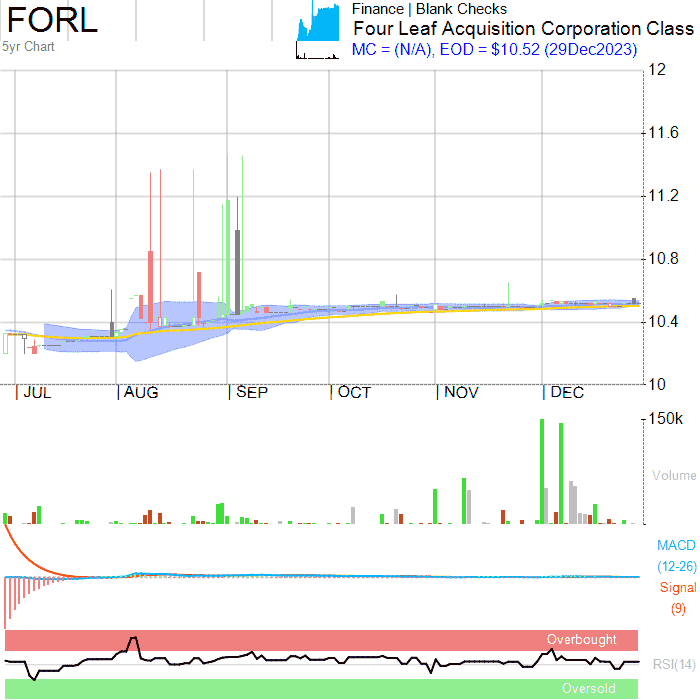 FORL
5yr Chart
Finance | Blank Checks
Four Leaf Acquisition Corporation Class
MC = (N/A), EOD = $10.52 (29Dec2023)
12
11.6
11.2
10.8
10.4
10
JUL AUG SEP OCT NOV DEC
150k
Volume
MACD
(12-26)
Signal
(9)
Overbought
RSI(14)
Oversold